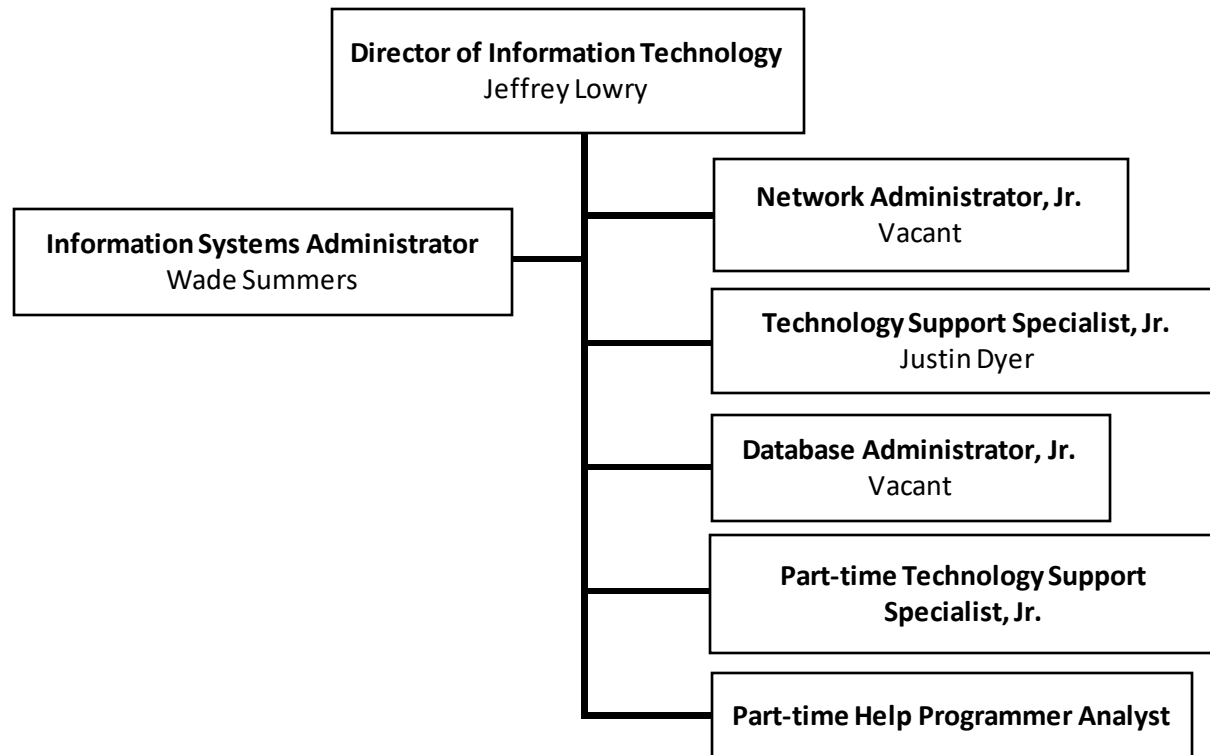 Director of Information Technology
Jeffrey Lowry
Network Administrator, Jr.
Vacant
Information Systems Administrator
Wade Summers
Technology Support Specialist, Jr.
Justin Dyer
Database Administrator, Jr.
Vacant
Part-time Technology Support
Specialist, Jr.
Part-time Help Programmer Analyst